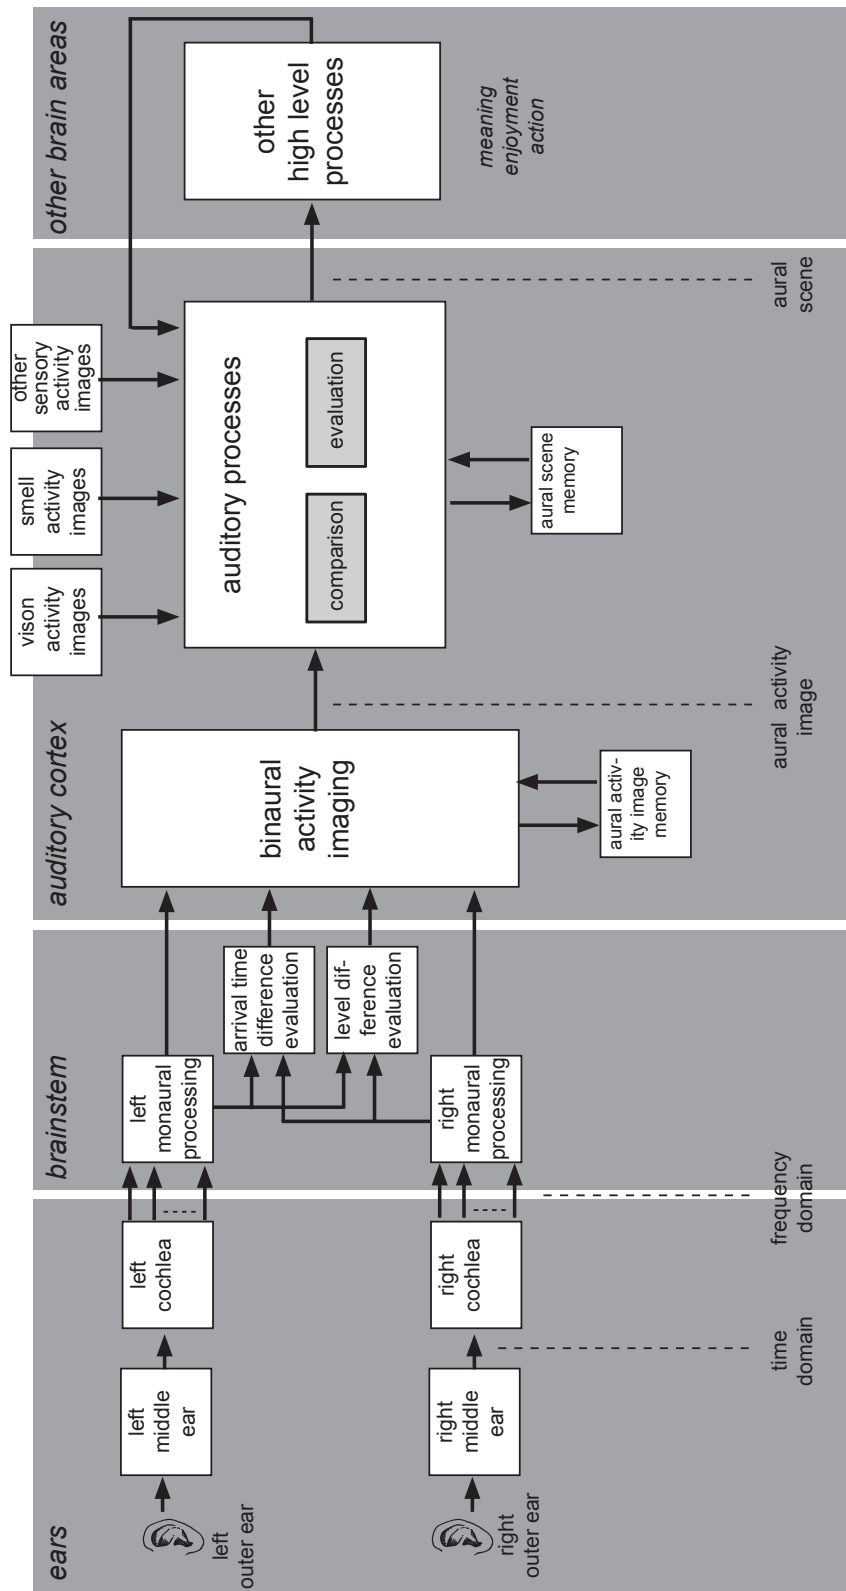 ears
left
outer ear
right
outer ear
left
middle
ear
right
middle
ear
left
cochlea
right
cochlea
time
domain
frequency
domain
brainstem
left
monaural
processing
right
monaural
processing
arrival time
difference
evaluation
level dif-
ference
evaluation
auditory cortex
binaural
activity
imaging
aural activ-
ity image
memory
aural activity
image
vison
activity
images
smell
activity
images
other
sensory
activity
images
auditory processes
comparison
evaluation
aural scene
memory
aural
scene
other brain areas
other
high level
processes
meaning
enjoyment
action